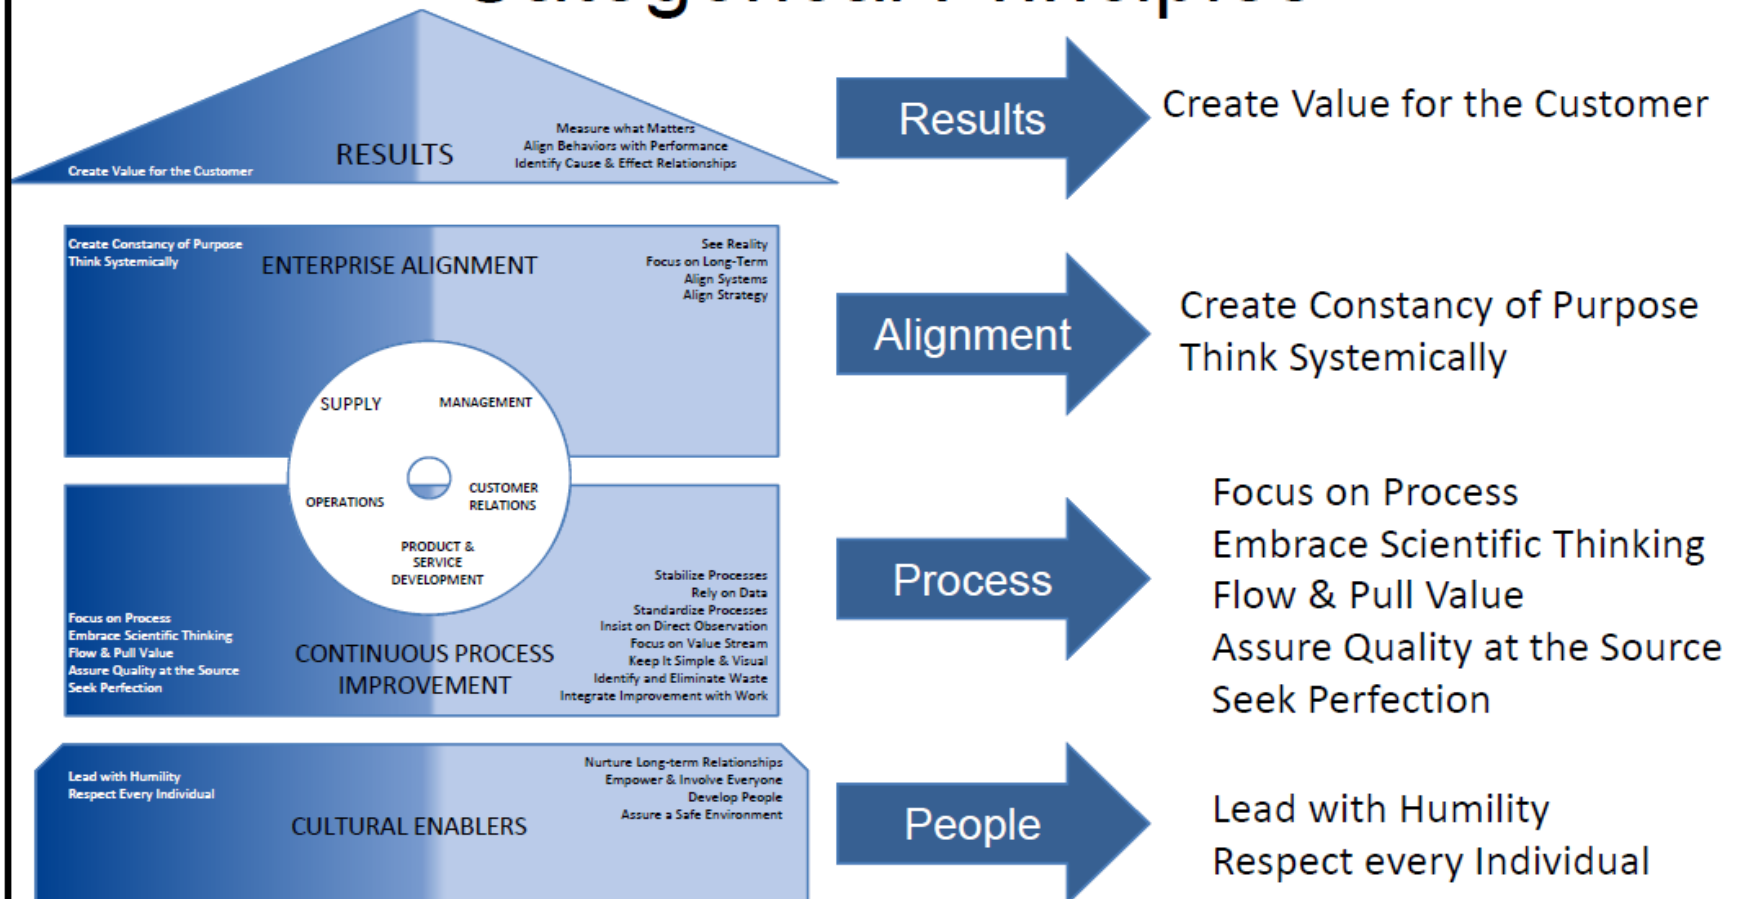 Categorical Principles
Create Value for the Customer
RESULTS
Measure what Matters
Align Behaviors with Performance
Identify Cause & Effect Relationships
Results
Create Value for the Customer
Create Constancy of Purpose
Think Systemically
ENTERPRISE ALIGNMENT
See Reality
Focus on Long-Term
Align Systems
Align Strategy
Alignment
Create Constancy of Purpose
Think Systemically
SUPPLY
MANAGEMENT
OPERATIONS
CUSTOMER
RELATIONS
PRODUCT &
SERVICE
DEVELOPMENT
Focus on Process
Embrace Scientific Thinking
Flow & Pull Value
Assure Quality at the Source
Seek Perfection
CONTINUOUS PROCESS
IMPROVEMENT
Stabilize Processes
Rely on Data
Standardize Processes
Insist on Direct Observation
Focus on Value Stream
Keep It Simple & Visual
Identify and Eliminate Waste
Integrate Improvement with Work
Process
Focus on Process
Embrace Scientific Thinking
Flow & Pull Value
Assure Quality at the Source
Seek Perfection
Lead with Humility
Respect Every Individual
CULTURAL ENABLERS
Nurture Long-term Relationships
Empower & Involve Everyone
Develop People
Assure a Safe Environment
People
Lead with Humility
Respect every Individual